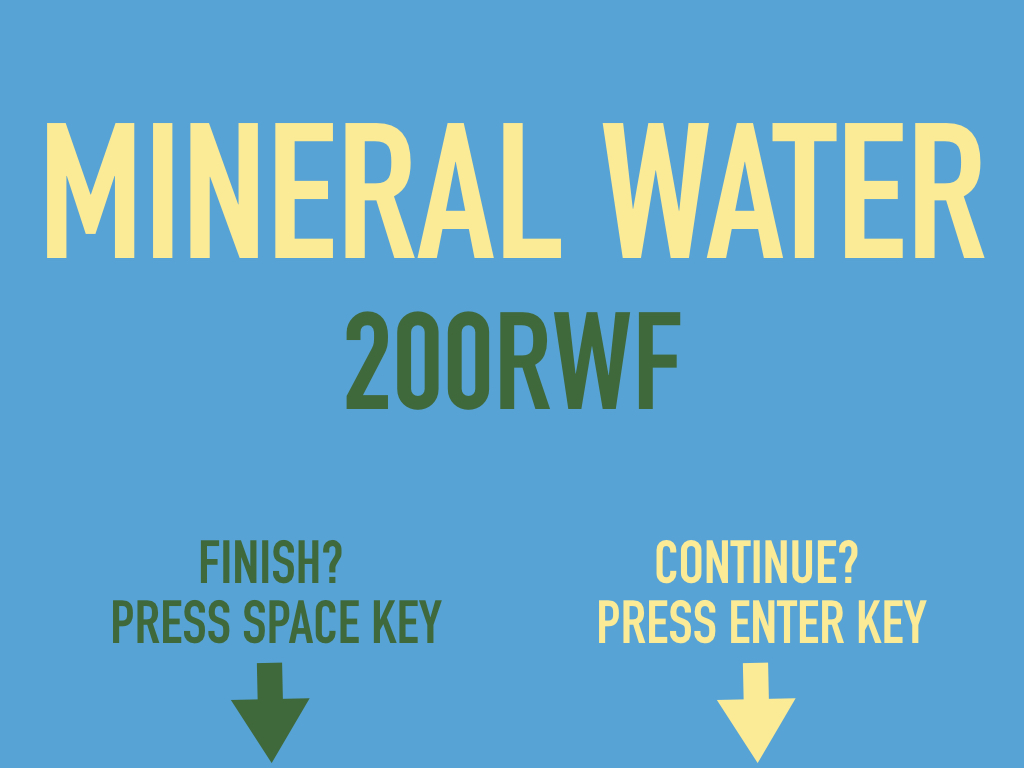 MINERAL WATER
200RWF
FINISH?
PRESS SPACE KEY
CONTINUE?
PRESS ENTER KEY